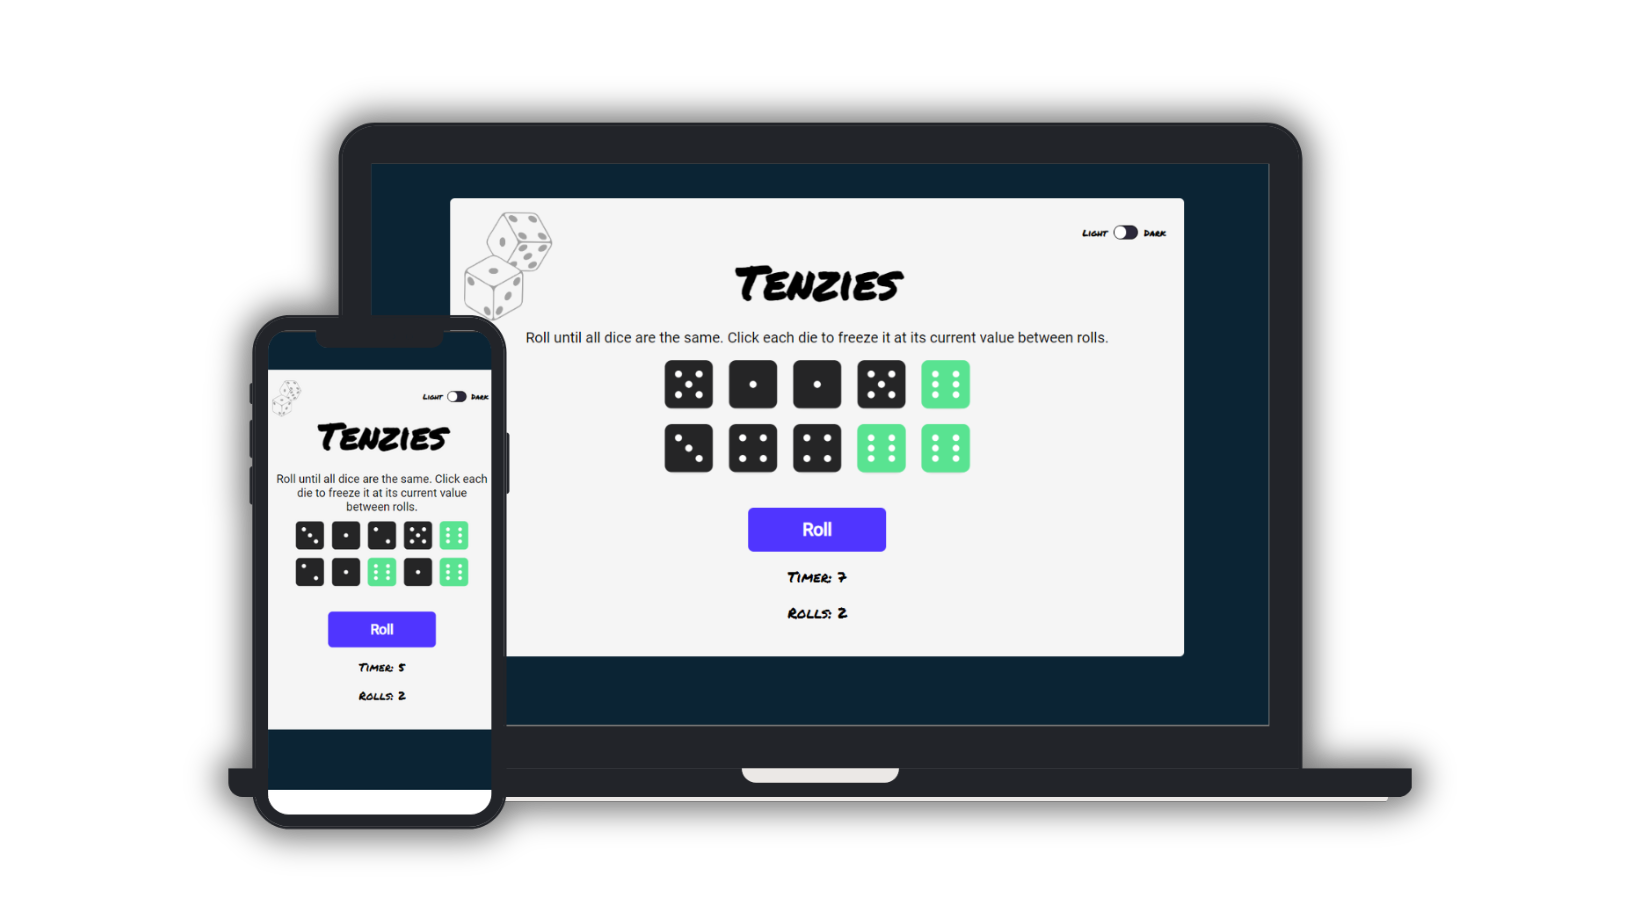 Light Dark
Tenzies
Roll until all dice are the same. Click each die to freeze it at its current value between rolls.
Roll
Timer: 7
Rolls: 2
Light Dark
Tenzies
Roll until all dice are the same. Click each
die to freeze it at its current value
between rolls.
Roll
Timer: 5
Rolls: 2